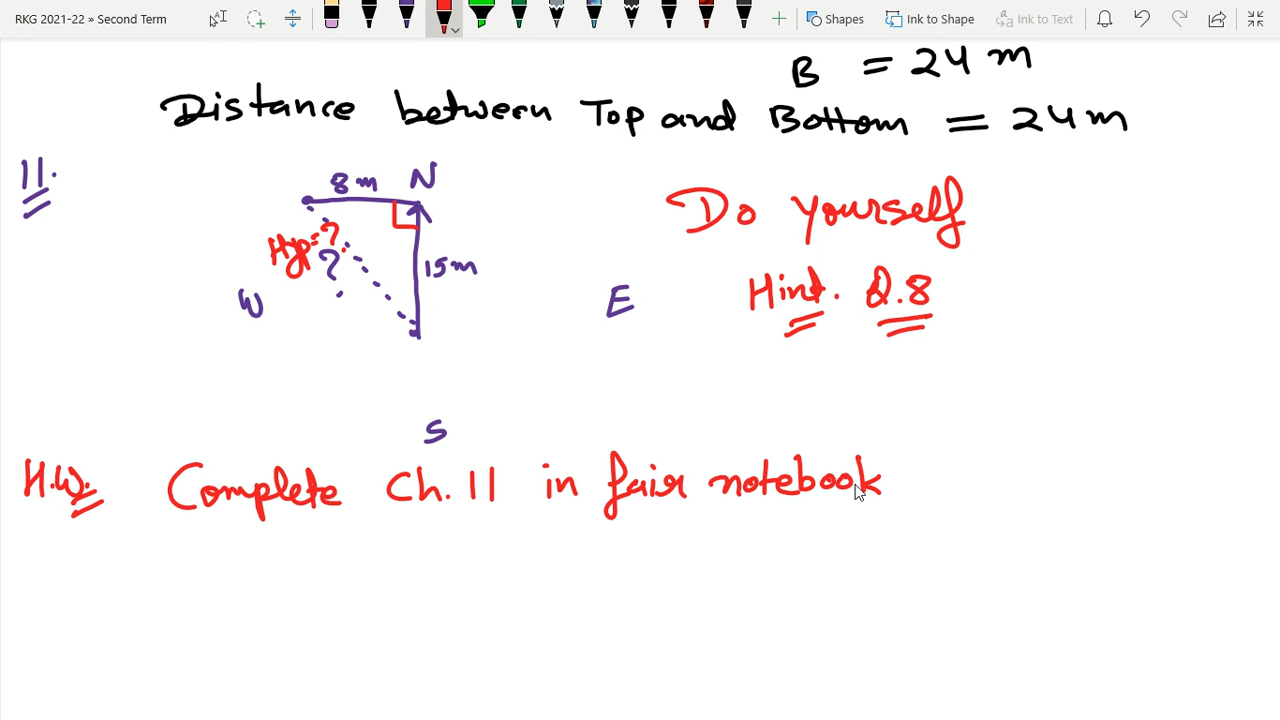 RKG 2021-22 » Second Term
Shapes
Ink to Shape
Ink to Text
B = 24 m
Distance between Top and Bottom = 24 m
11.
8 m N
Do yourself
Hyp = ?
?
15 m
W
E
Hint. Q.8
S
H.W. Complete Ch. 11 in fair notebook